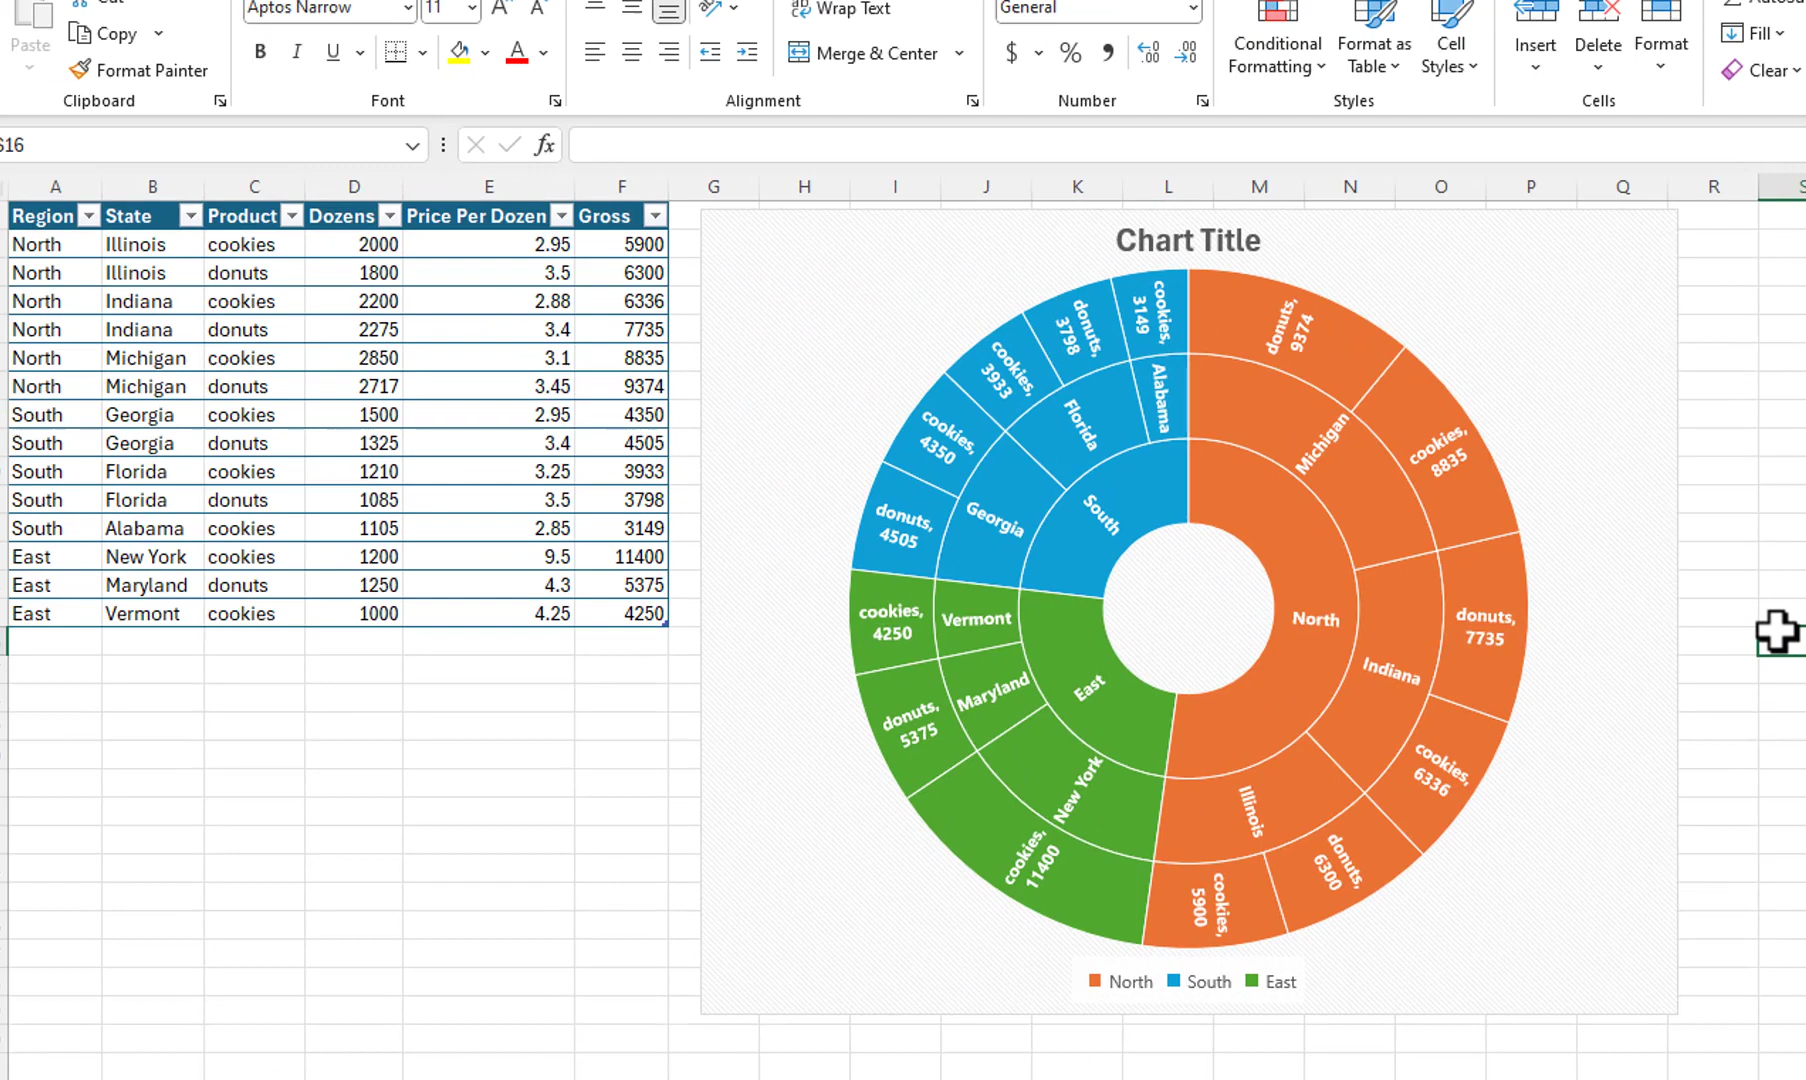 Cut
Aptos Narrow
11
A
A
Wrap Text
General
Autosu
Paste
Copy
Format Painter
B I U
A
Merge & Center
$ % 9
.00
.00
Conditional Formatting
Format as Table
Cell Styles
Insert
Delete
Format
Fill
Clear
Clipboard
Font
Alignment
Number
Styles
Cells
S16
fx
A B C D E F G H I J K L M N O P Q R S
Region State Product Dozens Price Per Dozen Gross
North Illinois cookies 2000 2.95 5900
North Illinois donuts 1800 3.5 6300
North Indiana cookies 2200 2.88 6336
North Indiana donuts 2275 3.4 7735
North Michigan cookies 2850 3.1 8835
North Michigan donuts 2717 3.45 9374
South Georgia cookies 1500 2.95 4350
South Georgia donuts 1325 3.4 4505
South Florida cookies 1210 3.25 3933
South Florida donuts 1085 3.5 3798
South Alabama cookies 1105 2.85 3149
East New York cookies 1200 9.5 11400
East Maryland donuts 1250 4.3 5375
East Vermont cookies 1000 4.25 4250
Chart Title
donuts,
9374
cookies,
8835
donuts,
7735
cookies,
6336
donuts,
6300
cookies,
5900
cookies,
11400
donuts,
5375
cookies,
4250
donuts,
4505
cookies,
4350
cookies,
3933
donuts,
3798
cookies,
3149
Michigan
Indiana
Illinois
New York
Maryland
Vermont
Georgia
Florida
Alabama
North
East
South
North South East